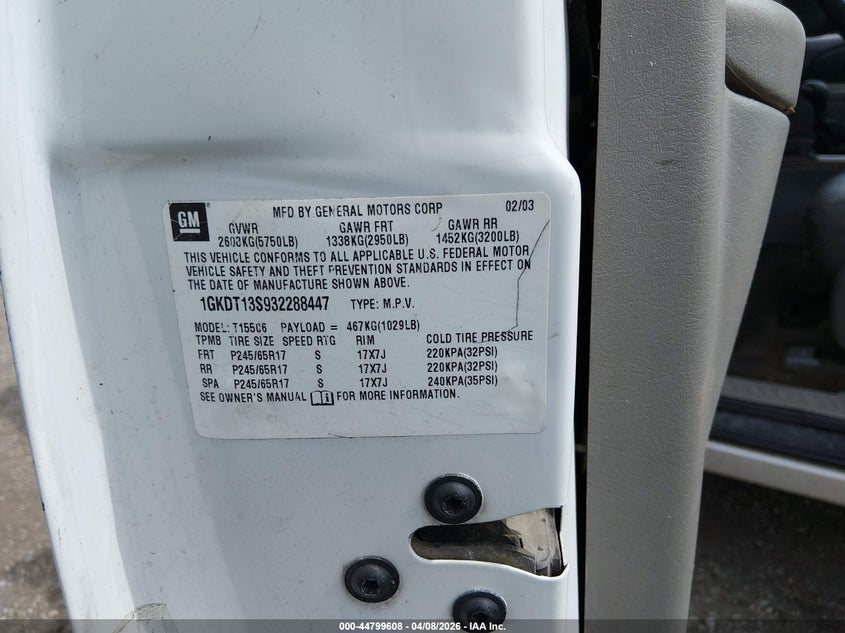 GM
MFD BY GENERAL MOTORS CORP 02/03
GVWR GAWR FRT GAWR RR
2608KG(5750LB) 1338KG(2950LB) 1452KG(3200LB)
THIS VEHICLE CONFORMS TO ALL APPLICABLE U.S. FEDERAL MOTOR
VEHICLE SAFETY AND THEFT PREVENTION STANDARDS IN EFFECT ON
THE DATE OF MANUFACTURE SHOWN ABOVE.
1GKDT13S932288447 TYPE: M.P.V.
MODEL: T15506 PAYLOAD = 467KG(1029LB)
TPMB TIRE SIZE SPEED RTG RIM COLD TIRE PRESSURE
FRT P245/65R17 S 17X7J 220KPA(32PSI)
RR P245/65R17 S 17X7J 220KPA(32PSI)
SPA P245/65R17 S 17X7J 240KPA(35PSI)
SEE OWNER'S MANUAL FOR MORE INFORMATION.
000-44799608 - 04/08/2026 - IAA Inc.